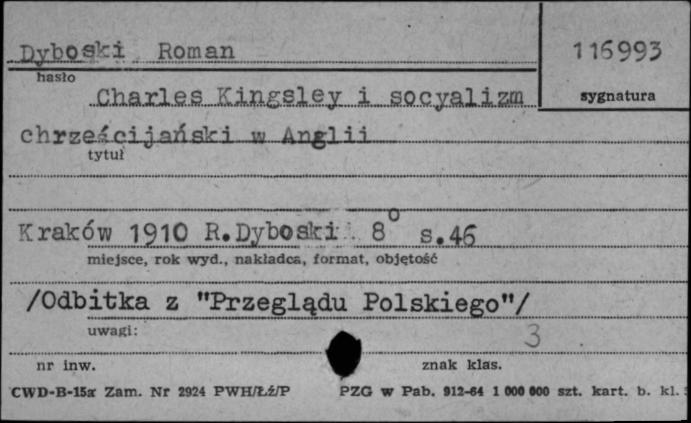 Dyboski Roman
116993
hasło
sygnatura
Charles Kingsley i socyalizm
chrześcijański w Anglii
tytuł
Kraków 1910 R.Dyboski. 8° s.46
miejsce, rok wyd., nakładca, format, objętość
/Odbitka z "Przeglądu Polskiego"/
uwagi:
3
nr inw.
znak klas.
CWD-B-15a Zam. Nr 2924 PWH/Łż/P
PZG w Pab. 912-64 1 000 000 szt. kart. b. kl.